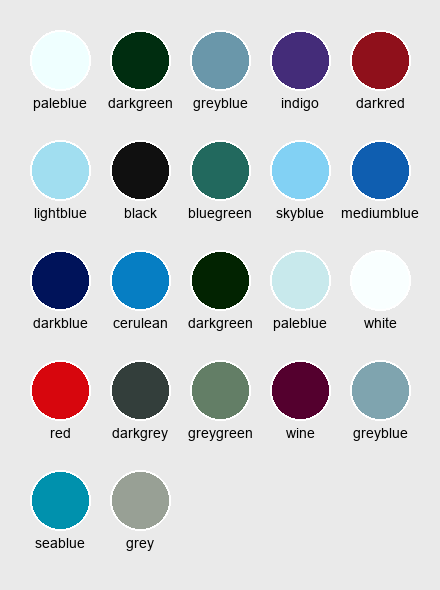 paleblue darkgreen greyblue indigo darkred
lightblue black bluegreen skyblue mediumblue
darkblue cerulean darkgreen paleblue white
red darkgrey greygreen wine greyblue
seablue grey